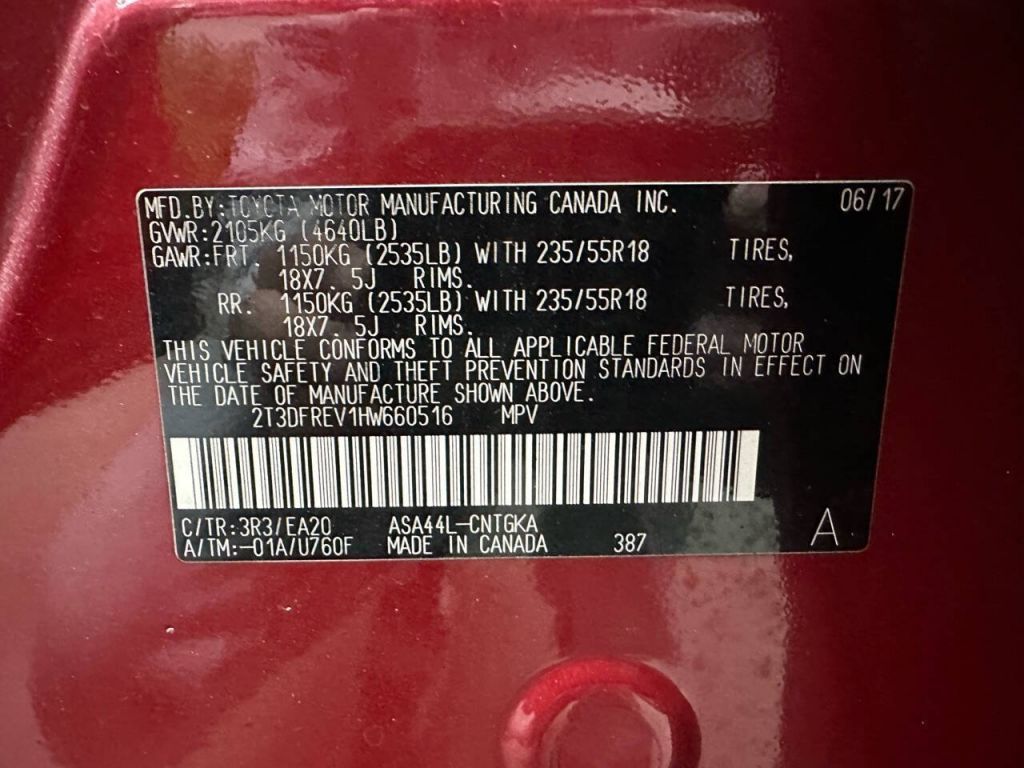 MFD.BY:TOYOTA MOTOR MANUFACTURING CANADA INC. 06/17
GVWR:2105KG (4640LB)
GAWR:FRT. 1150KG (2535LB) WITH 235/55R18 TIRES,
18X7. 5J RIMS.
RR. 1150KG (2535LB) WITH 235/55R18 TIRES,
18X7. 5J RIMS.
THIS VEHICLE CONFORMS TO ALL APPLICABLE FEDERAL MOTOR
VEHICLE SAFETY AND THEFT PREVENTION STANDARDS IN EFFECT ON
THE DATE OF MANUFACTURE SHOWN ABOVE.
2T3DFREV1HW660516 MPV
C/TR:3R3/EA20 ASA44L-CNTGKA
A/TM:-01A/U760F MADE IN CANADA 387 A